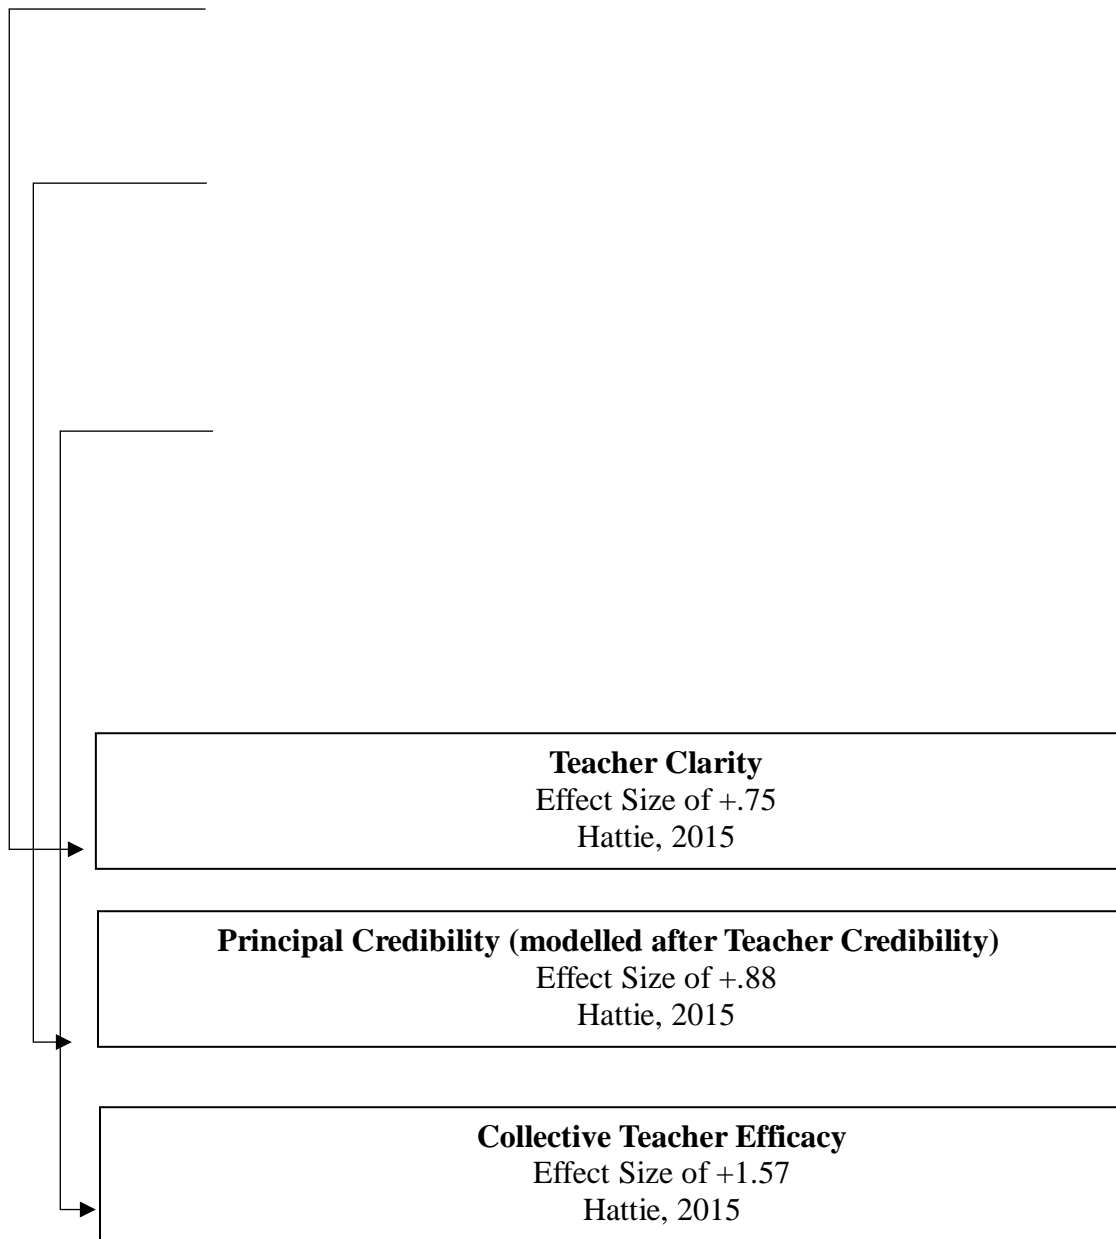 Teacher Clarity
Effect Size of +.75
Hattie, 2015
Principal Credibility (modelled after Teacher Credibility)
Effect Size of +.88
Hattie, 2015
Collective Teacher Efficacy
Effect Size of +1.57
Hattie, 2015